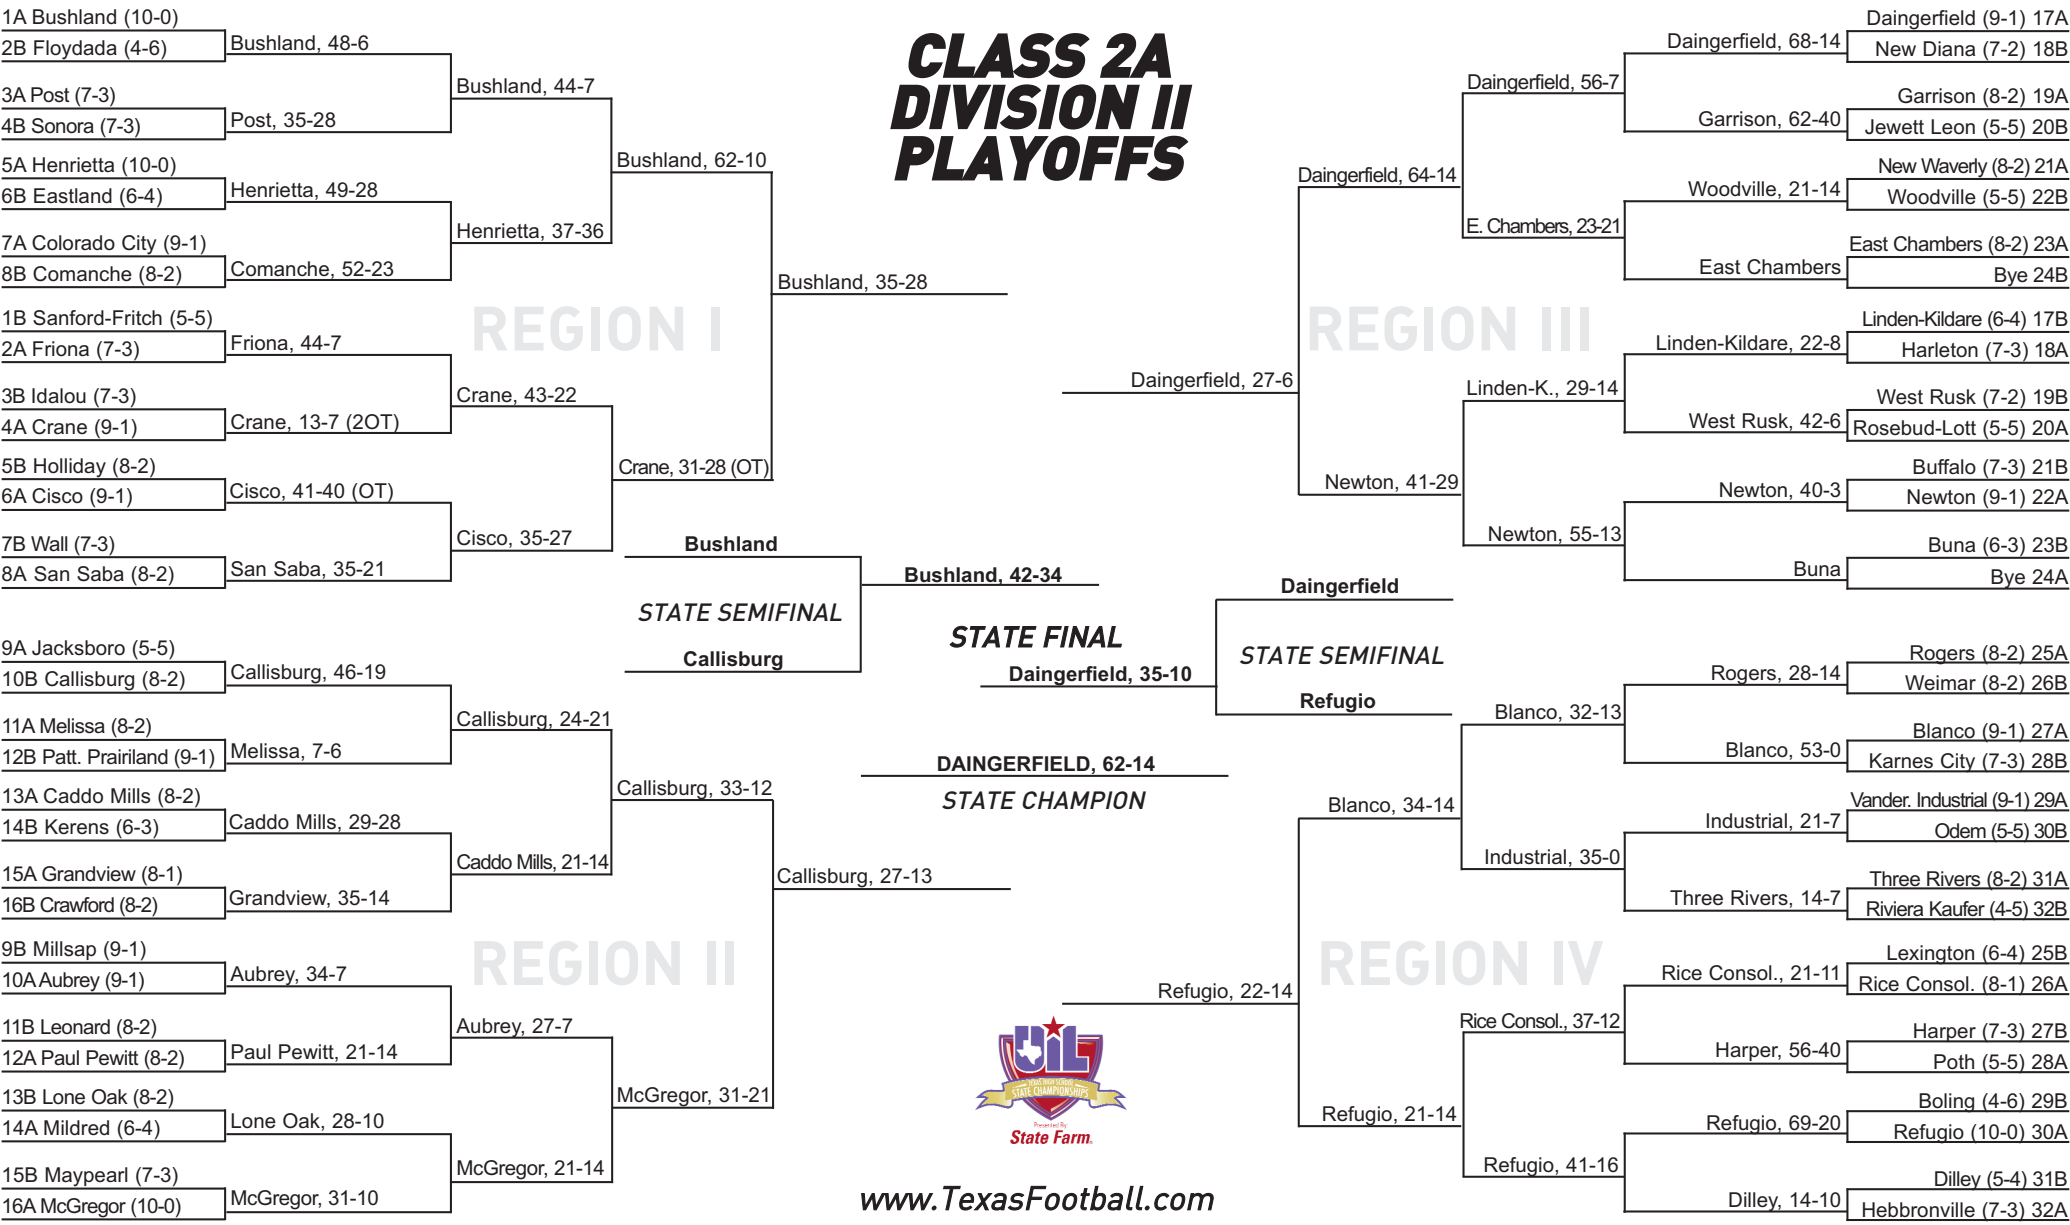 CLASS 2A
DIVISION II
PLAYOFFS
1A Bushland (10-0)
2B Floydada (4-6)
3A Post (7-3)
4B Sonora (7-3)
5A Henrietta (10-0)
6B Eastland (6-4)
7A Colorado City (9-1)
8B Comanche (8-2)
1B Sanford-Fritch (5-5)
2A Friona (7-3)
3B Idalou (7-3)
4A Crane (9-1)
5B Holliday (8-2)
6A Cisco (9-1)
7B Wall (7-3)
8A San Saba (8-2)
Bushland, 48-6
Post, 35-28
Henrietta, 49-28
Comanche, 52-23
Friona, 44-7
Crane, 13-7 (2OT)
Cisco, 41-40 (OT)
San Saba, 35-21
Bushland, 44-7
Henrietta, 37-36
Crane, 43-22
Cisco, 35-27
Bushland, 62-10
Crane, 31-28 (OT)
Bushland, 35-28
REGION I
9A Jacksboro (5-5)
10B Callisburg (8-2)
11A Melissa (8-2)
12B Patt. Prairiland (9-1)
13A Caddo Mills (8-2)
14B Kerens (6-3)
15A Grandview (8-1)
16B Crawford (8-2)
9B Millsap (9-1)
10A Aubrey (9-1)
11B Leonard (8-2)
12A Paul Pewitt (8-2)
13B Lone Oak (8-2)
14A Mildred (6-4)
15B Maypearl (7-3)
16A McGregor (10-0)
Callisburg, 46-19
Melissa, 7-6
Caddo Mills, 29-28
Grandview, 35-14
Aubrey, 34-7
Paul Pewitt, 21-14
Lone Oak, 28-10
McGregor, 31-10
Callisburg, 24-21
Caddo Mills, 21-14
Aubrey, 27-7
McGregor, 21-14
Callisburg, 33-12
McGregor, 31-21
Callisburg, 27-13
REGION II
Bushland
STATE SEMIFINAL
Callisburg
Bushland, 42-34
STATE FINAL
Daingerfield, 35-10
Daingerfield
STATE SEMIFINAL
Refugio
DAINGERFIELD, 62-14
STATE CHAMPION
Daingerfield (9-1) 17A
New Diana (7-2) 18B
Garrison (8-2) 19A
Jewett Leon (5-5) 20B
New Waverly (8-2) 21A
Woodville (5-5) 22B
East Chambers (8-2) 23A
Bye 24B
Linden-Kildare (6-4) 17B
Harleton (7-3) 18A
West Rusk (7-2) 19B
Rosebud-Lott (5-5) 20A
Buffalo (7-3) 21B
Newton (9-1) 22A
Buna (6-3) 23B
Bye 24A
Daingerfield, 68-14
Garrison, 62-40
Woodville, 21-14
East Chambers
Linden-Kildare, 22-8
West Rusk, 42-6
Newton, 40-3
Buna
Daingerfield, 56-7
E. Chambers, 23-21
Linden-K., 29-14
Newton, 55-13
Daingerfield, 64-14
Newton, 41-29
Daingerfield, 27-6
REGION III
Rogers (8-2) 25A
Weimar (8-2) 26B
Blanco (9-1) 27A
Karnes City (7-3) 28B
Vander. Industrial (9-1) 29A
Odem (5-5) 30B
Three Rivers (8-2) 31A
Riviera Kaufer (4-5) 32B
Lexington (6-4) 25B
Rice Consol. (8-1) 26A
Harper (7-3) 27B
Poth (5-5) 28A
Boling (4-6) 29B
Refugio (10-0) 30A
Dilley (5-4) 31B
Hebbronville (7-3) 32A
Rogers, 28-14
Blanco, 53-0
Industrial, 21-7
Three Rivers, 14-7
Rice Consol., 21-11
Harper, 56-40
Refugio, 69-20
Dilley, 14-10
Blanco, 32-13
Industrial, 35-0
Rice Consol., 37-12
Refugio, 41-16
Blanco, 34-14
Refugio, 21-14
Refugio, 22-14
REGION IV
UIL
TEXAS HIGH SCHOOL
STATE CHAMPIONSHIPS
Presented By
State Farm.
www.TexasFootball.com